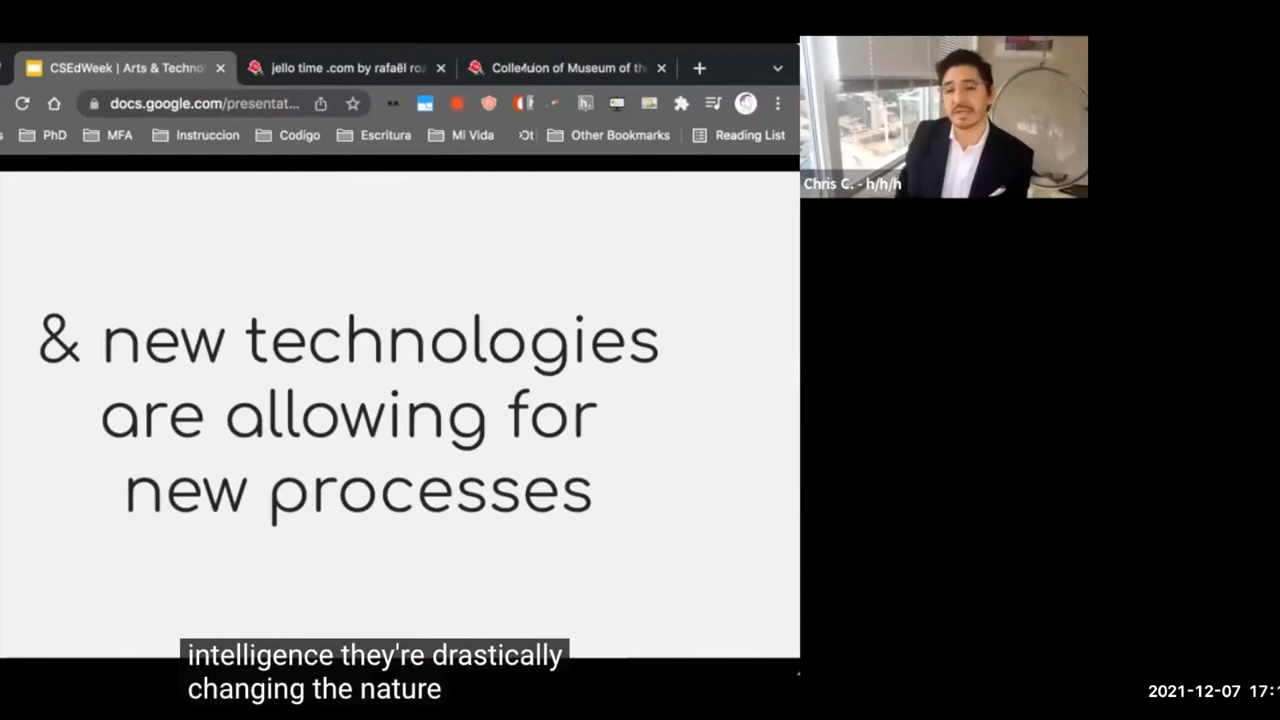 CSEdWeek | Arts & Techno
jello time .com by rafaël ro
of Museum of th
docs.google.com/presentat...
PhD
MFA
Instruccion
Codigo
Escritura
Mi Vida
Other Bookmarks
Reading List
Chris C. - h/h/h
& new technologies
are allowing for
new processes
intelligence they're drastically
changing the nature
2021-12-07 17:1